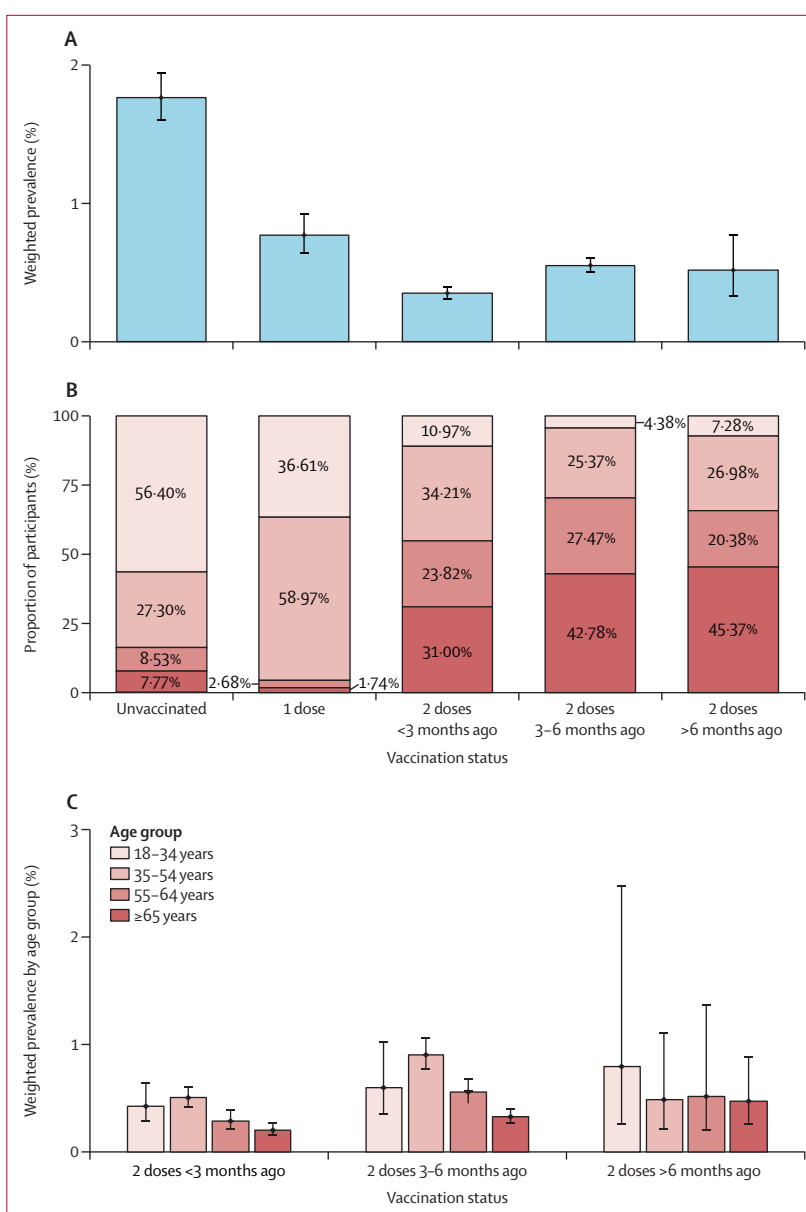 A
Weighted prevalence (%)
2
1
0
B
Proportion of participants (%)
100
75
50
25
0
56·40%
27·30%
8·53%
7·77%
36·61%
58·97%
2·68%
1·74%
10·97%
34·21%
23·82%
31·00%
4·38%
25·37%
27·47%
42·78%
7·28%
26·98%
20·38%
45·37%
Unvaccinated
1 dose
2 doses
<3 months ago
2 doses
3–6 months ago
2 doses
>6 months ago
Vaccination status
C
Weighted prevalence by age group (%)
3
2
1
0
Age group
18–34 years
35–54 years
55–64 years
≥65 years
2 doses <3 months ago
2 doses 3–6 months ago
2 doses >6 months ago
Vaccination status